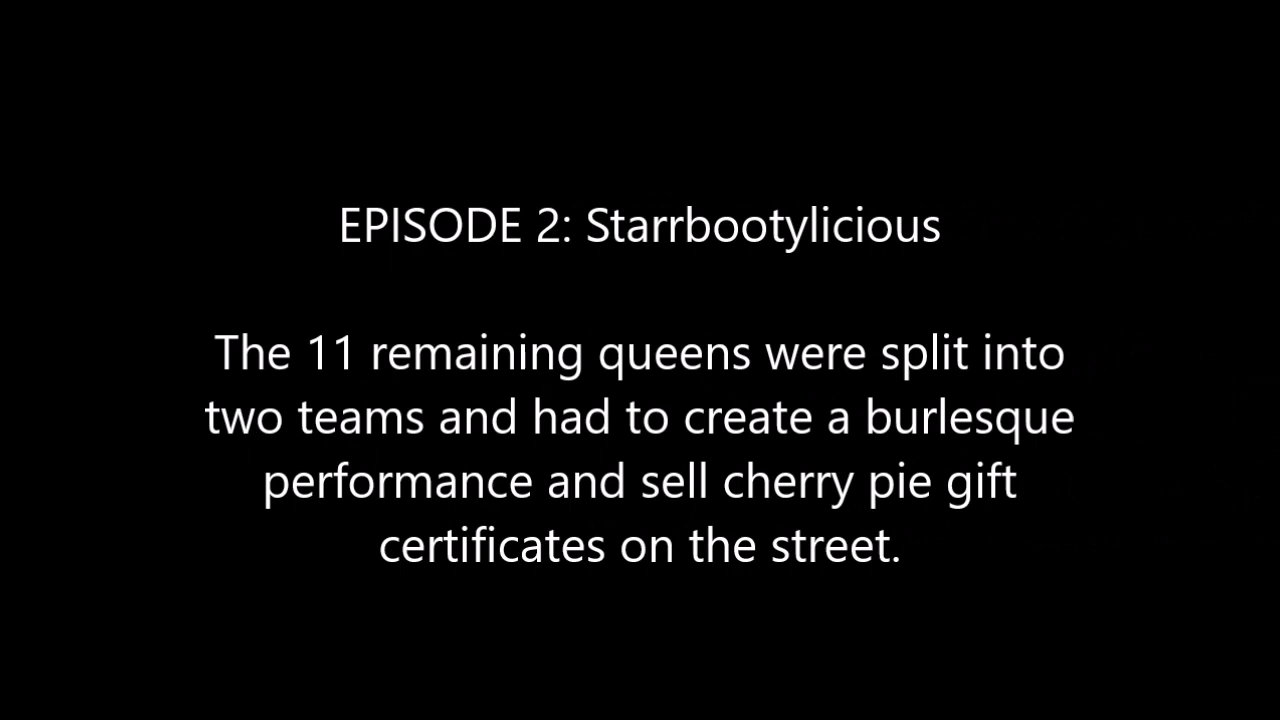 EPISODE 2: Starrbootylicious
The 11 remaining queens were split into
two teams and had to create a burlesque
performance and sell cherry pie gift
certificates on the street.